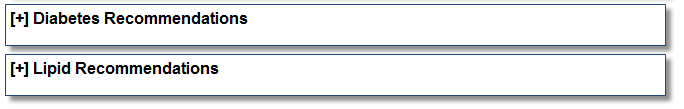 [+] Diabetes Recommendations
[+] Lipid Recommendations